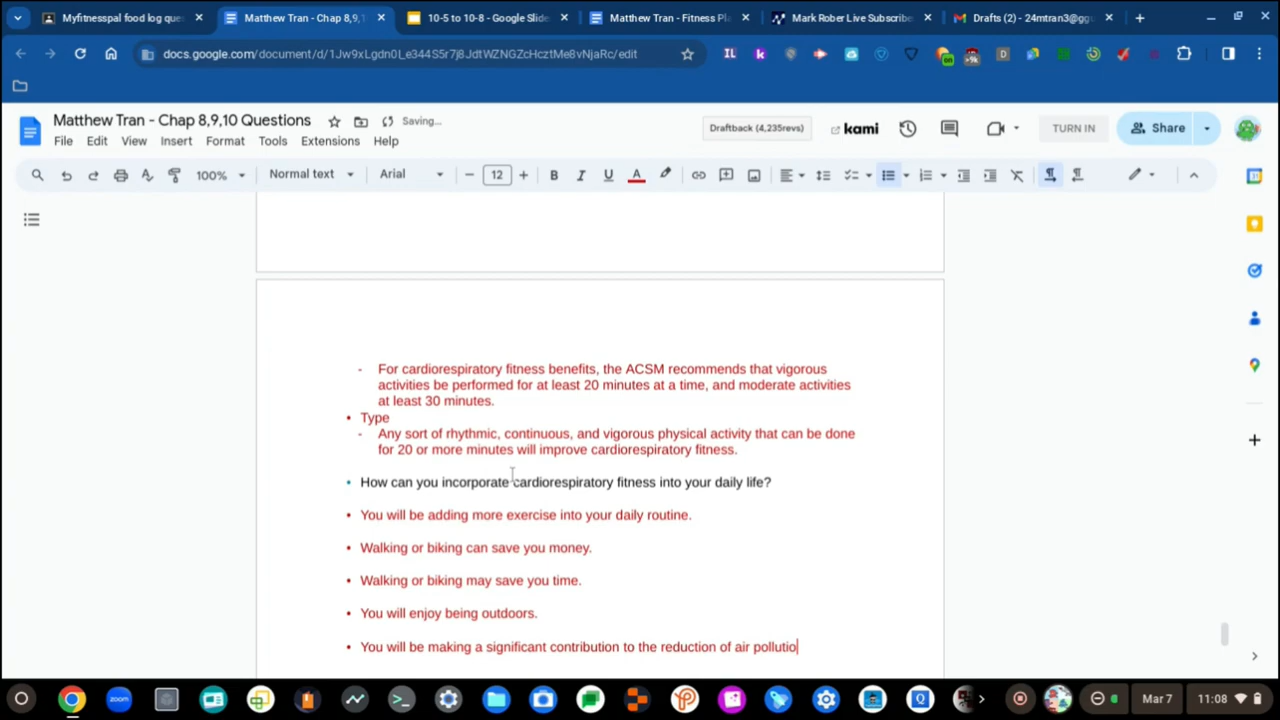 Myfitnesspal food log que
Matthew Tran - Chap 8,9,1
10-5 to 10-8 - Google Slide
Matthew Tran - Fitness Pl
Mark Rober Live Subscribe
Drafts (2) - 24mtran3@ggu
docs.google.com/document/d/1Jw9xLgdn0I_e344S5r7j8JdtWZNGZcHcztMe8vNjaRc/edit
Matthew Tran - Chap 8,9,10 Questions
Saving...
File Edit View Insert Format Tools Extensions Help
Draftback (4,235revs)
kami
TURN IN
Share
100%
Normal text
Arial
12
- For cardiorespiratory fitness benefits, the ACSM recommends that vigorous
activities be performed for at least 20 minutes at a time, and moderate activities
at least 30 minutes.
• Type
- Any sort of rhythmic, continuous, and vigorous physical activity that can be done
for 20 or more minutes will improve cardiorespiratory fitness.
• How can you incorporate cardiorespiratory fitness into your daily life?
• You will be adding more exercise into your daily routine.
• Walking or biking can save you money.
• Walking or biking may save you time.
• You will enjoy being outdoors.
• You will be making a significant contribution to the reduction of air pollutio
zoom
Mar 7
11:08